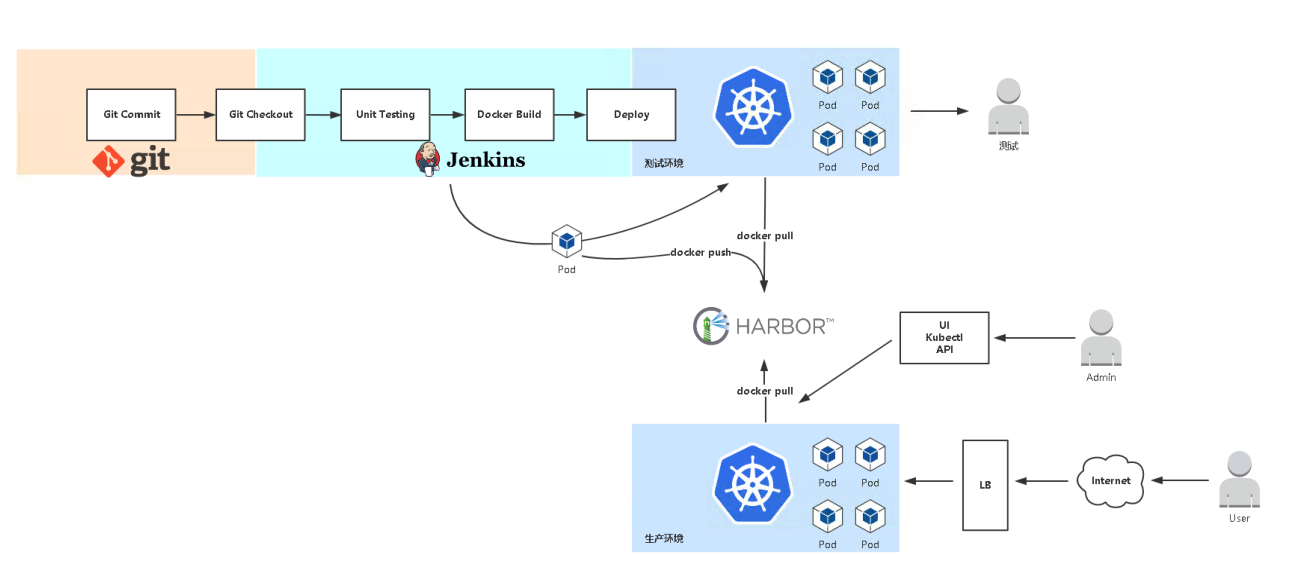 Git Commit
Git Checkout
Unit Testing
Docker Build
Deploy
git
Jenkins
测试环境
Pod
Pod
Pod
Pod
测试
Pod
docker pull
docker push
HARBOR™
UI
Kubectl
API
Admin
docker pull
生产环境
Pod
Pod
Pod
Pod
LB
Internet
User